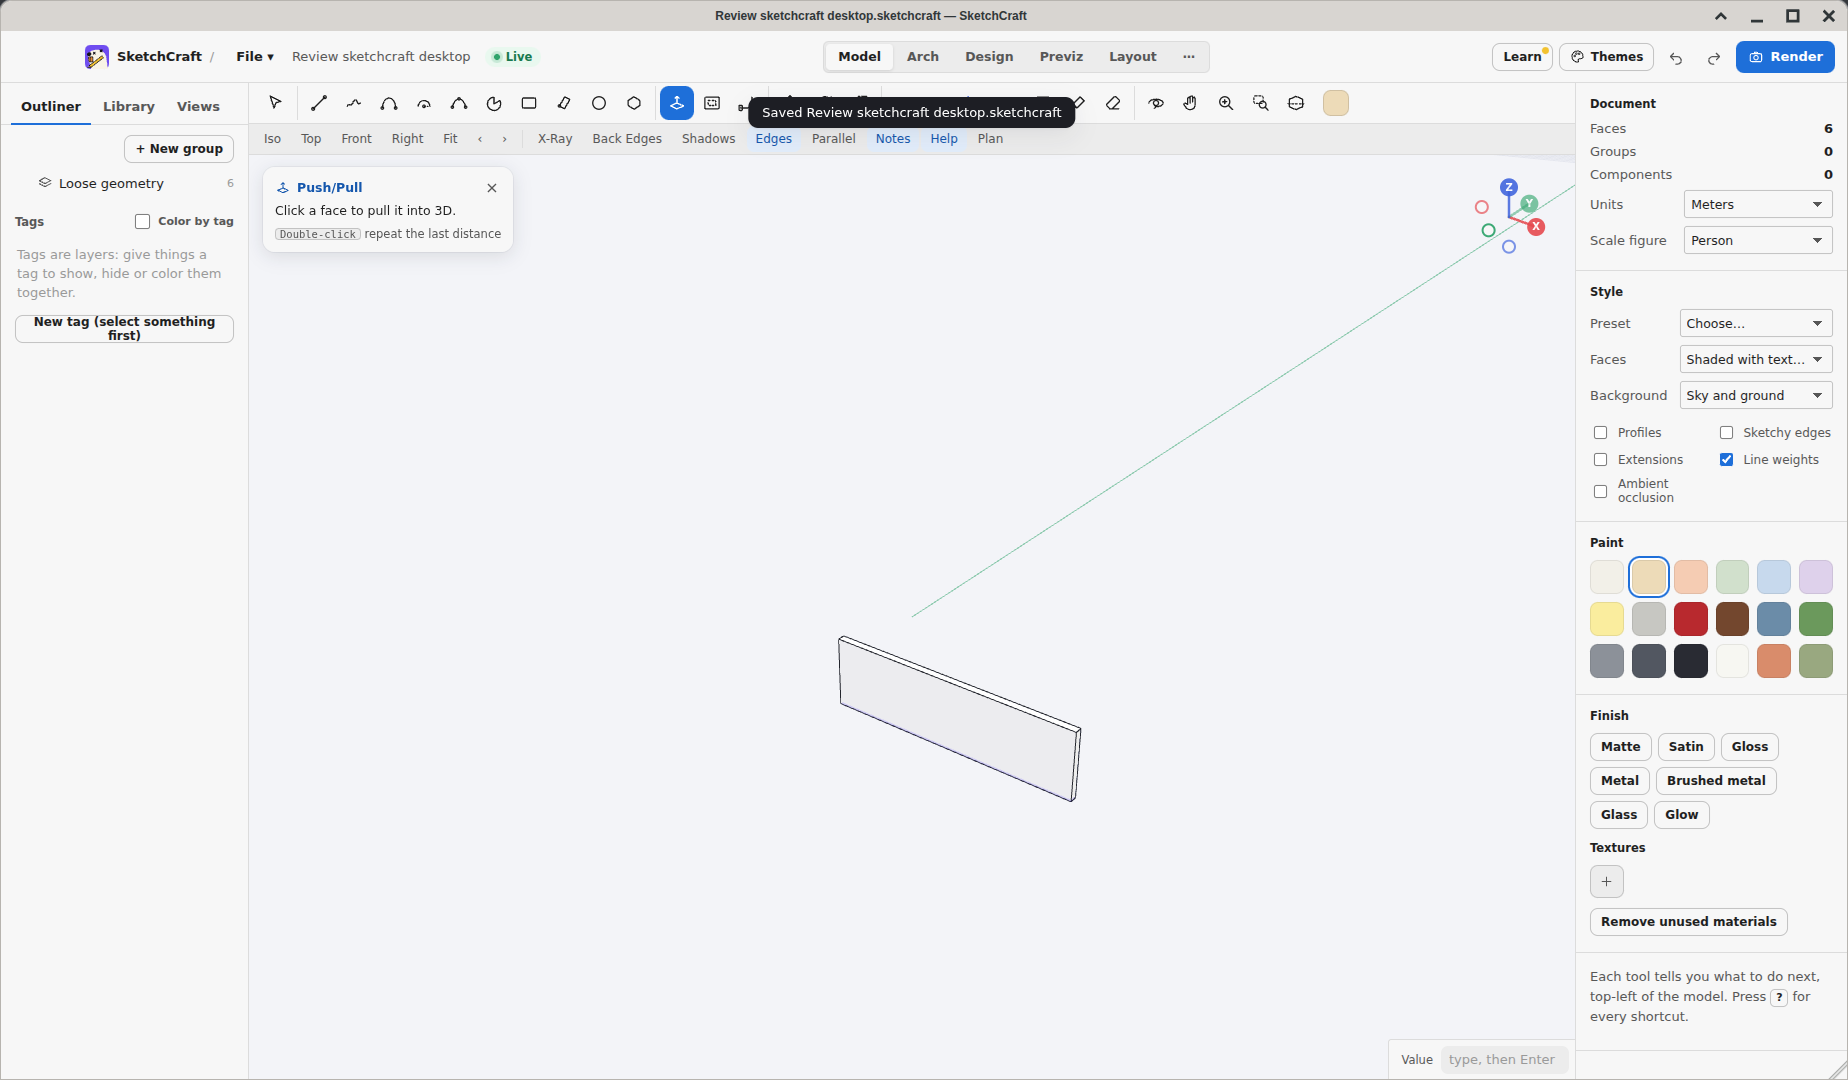 Review sketchcraft desktop.sketchcraft — SketchCraft
SketchCraft / File ▾ Review sketchcraft desktop Live
Model Arch Design Previz Layout ···
Learn Themes Render
Outliner Library Views
+ New group
Loose geometry 6
Tags Color by tag
Tags are layers: give things a
tag to show, hide or color them
together.
New tag (select something
first)
Saved Review sketchcraft desktop.sketchcraft
Iso Top Front Right Fit ‹ › X-Ray Back Edges Shadows Edges Parallel Notes Help Plan
Push/Pull
Click a face to pull it into 3D.
Double-click repeat the last distance
Z
Y
X
Value type, then Enter
Document
Faces 6
Groups 0
Components 0
Units Meters
Scale figure Person
Style
Preset Choose...
Faces Shaded with text...
Background Sky and ground
Profiles Sketchy edges
Extensions Line weights
Ambient
occlusion
Paint
Finish
Matte Satin Gloss
Metal Brushed metal
Glass Glow
Textures
+
Remove unused materials
Each tool tells you what to do next,
top-left of the model. Press ? for
every shortcut.